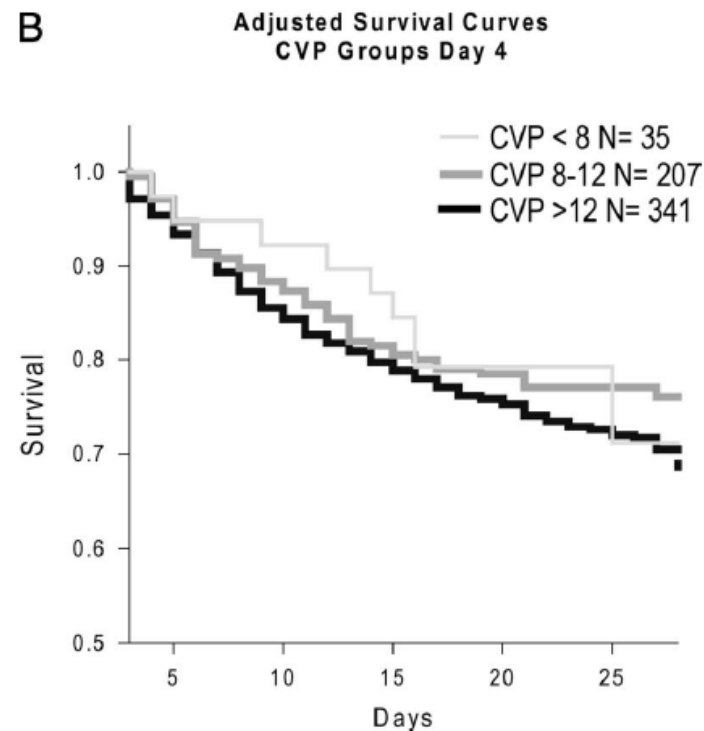 B
Adjusted Survival Curves
CVP Groups Day 4
CVP < 8 N= 35
CVP 8-12 N= 207
CVP >12 N= 341
1.0
0.9
0.8
0.7
0.6
0.5
Survival
5 10 15 20 25
Days